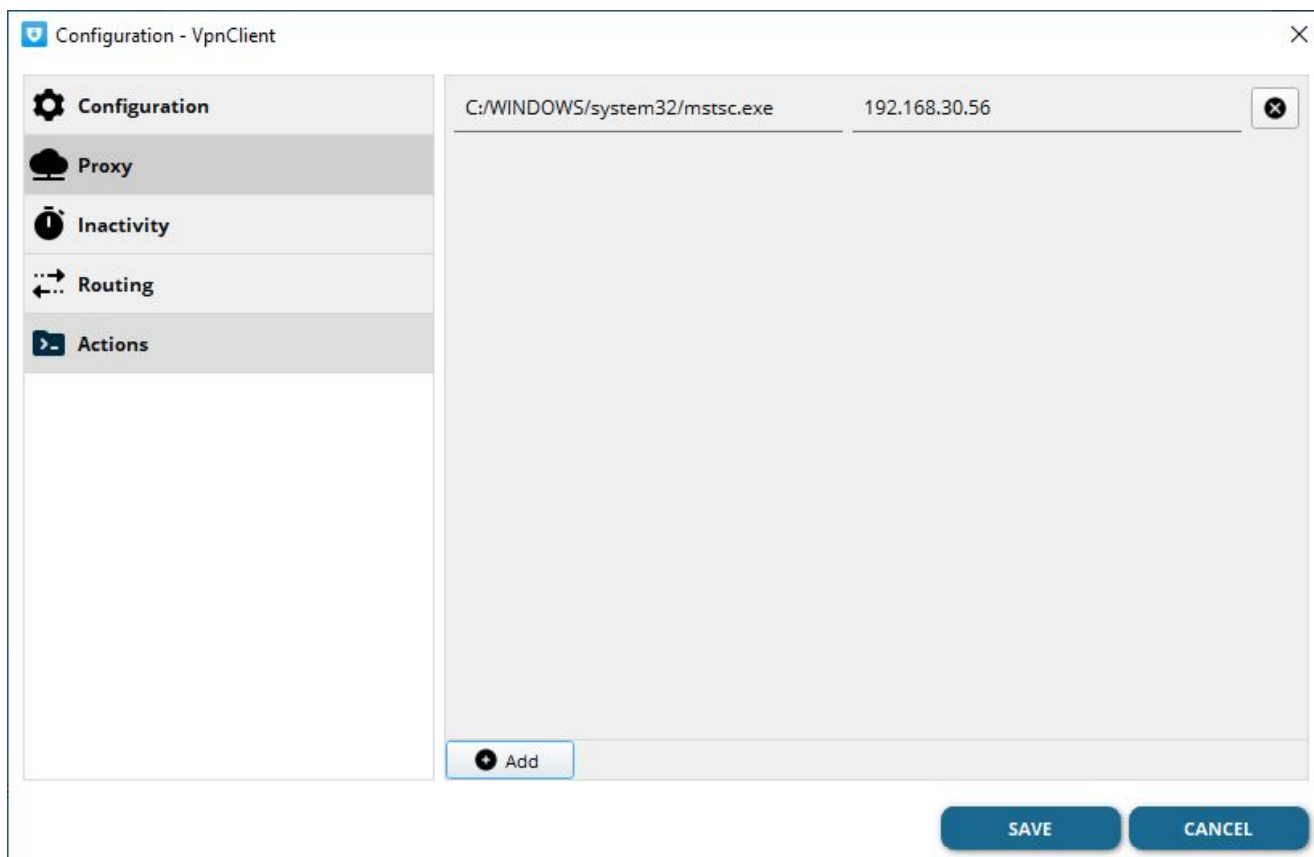 Configuration - VpnClient
Configuration
Proxy
Inactivity
Routing
Actions
C:/WINDOWS/system32/mstsc.exe 192.168.30.56
Add
SAVE CANCEL